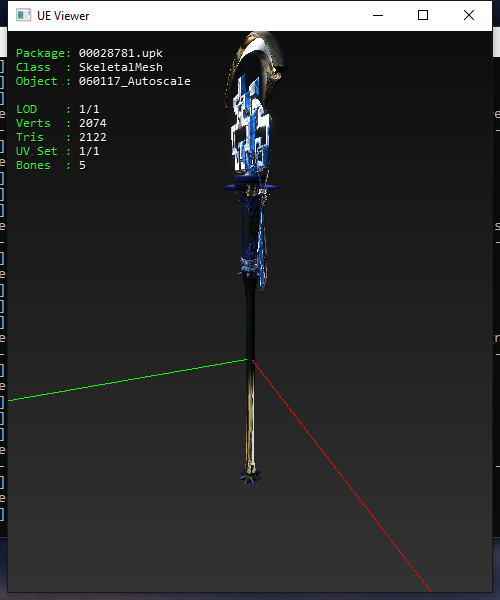 UE Viewer
Package: 00028781.upk
Class : SkeletalMesh
Object : 060117_Autoscale
LOD : 1/1
Verts : 2074
Tris : 2122
UV Set : 1/1
Bones : 5